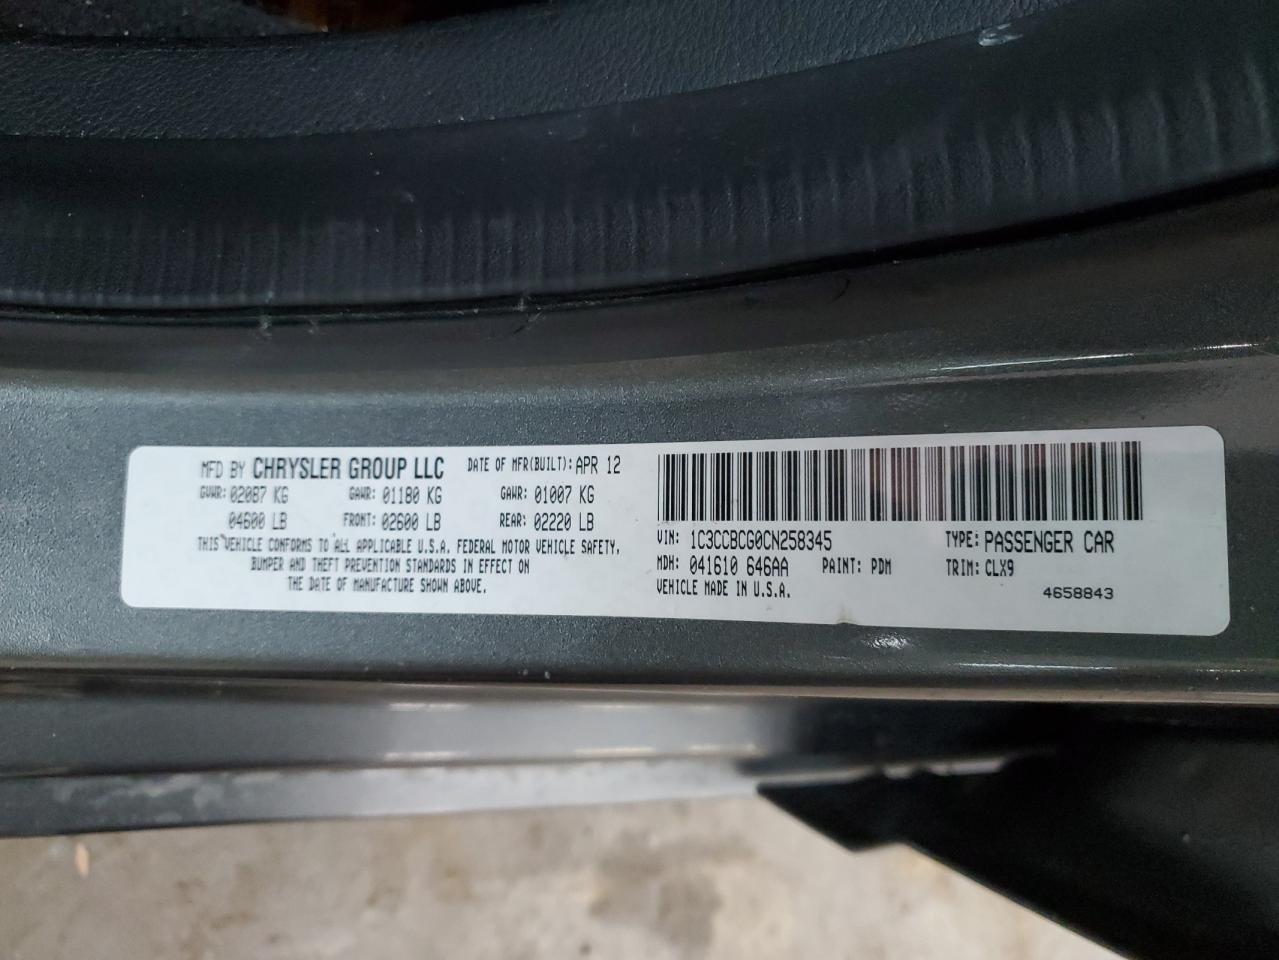 MFD BY CHRYSLER GROUP LLC DATE OF MFR(BUILT): APR 12
GVWR: 02087 KG GAWR: 01180 KG GAWR: 01007 KG
04600 LB FRONT: 02600 LB REAR: 02220 LB
THIS VEHICLE CONFORMS TO ALL APPLICABLE U.S.A. FEDERAL MOTOR VEHICLE SAFETY,
BUMPER AND THEFT PREVENTION STANDARDS IN EFFECT ON
THE DATE OF MANUFACTURE SHOWN ABOVE.
VIN: 1C3CCBCG0CN258345 TYPE: PASSENGER CAR
MDH: 041610 646AA PAINT: PDM TRIM: CLX9
VEHICLE MADE IN U.S.A. 4658843